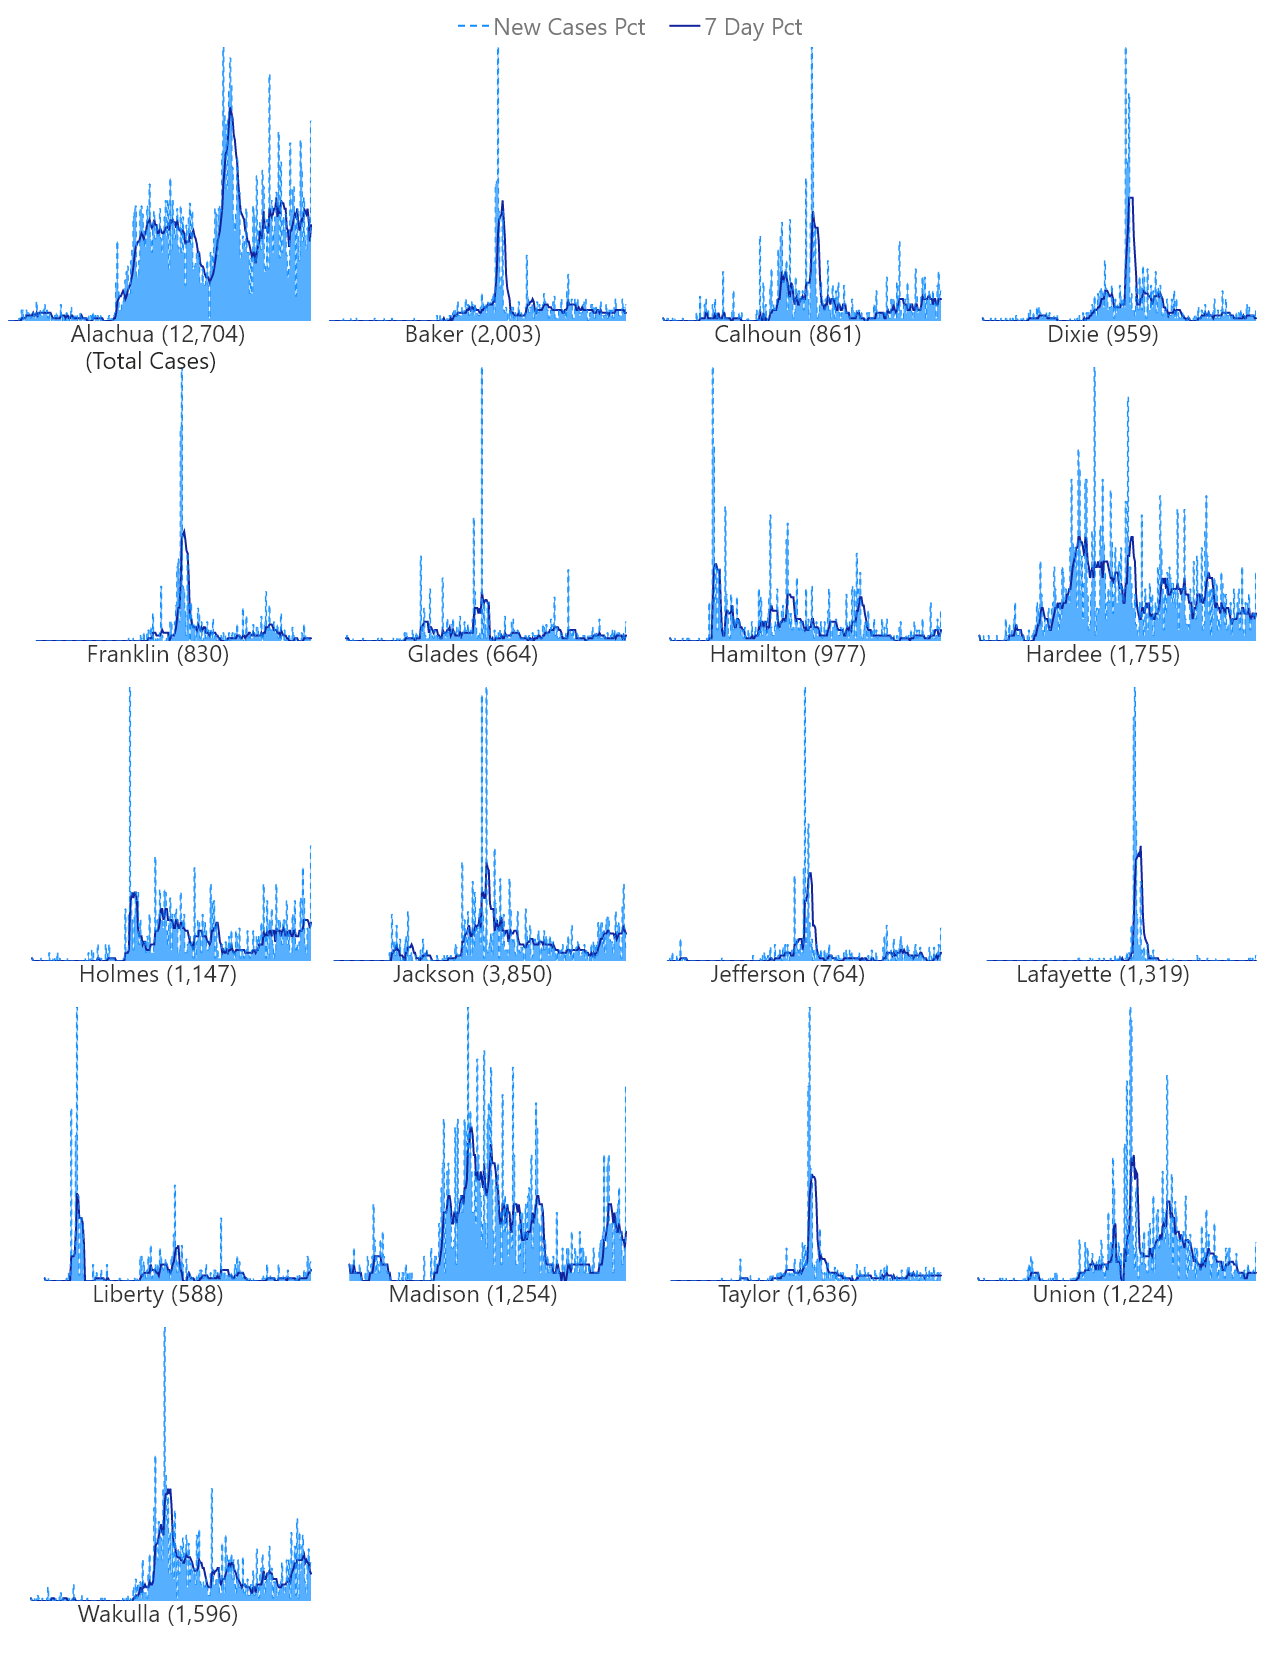 New Cases Pct 7 Day Pct
Alachua (12,704) Baker (2,003) Calhoun (861) Dixie (959)
(Total Cases)
Franklin (830) Glades (664) Hamilton (977) Hardee (1,755)
Holmes (1,147) Jackson (3,850) Jefferson (764) Lafayette (1,319)
Liberty (588) Madison (1,254) Taylor (1,636) Union (1,224)
Wakulla (1,596)